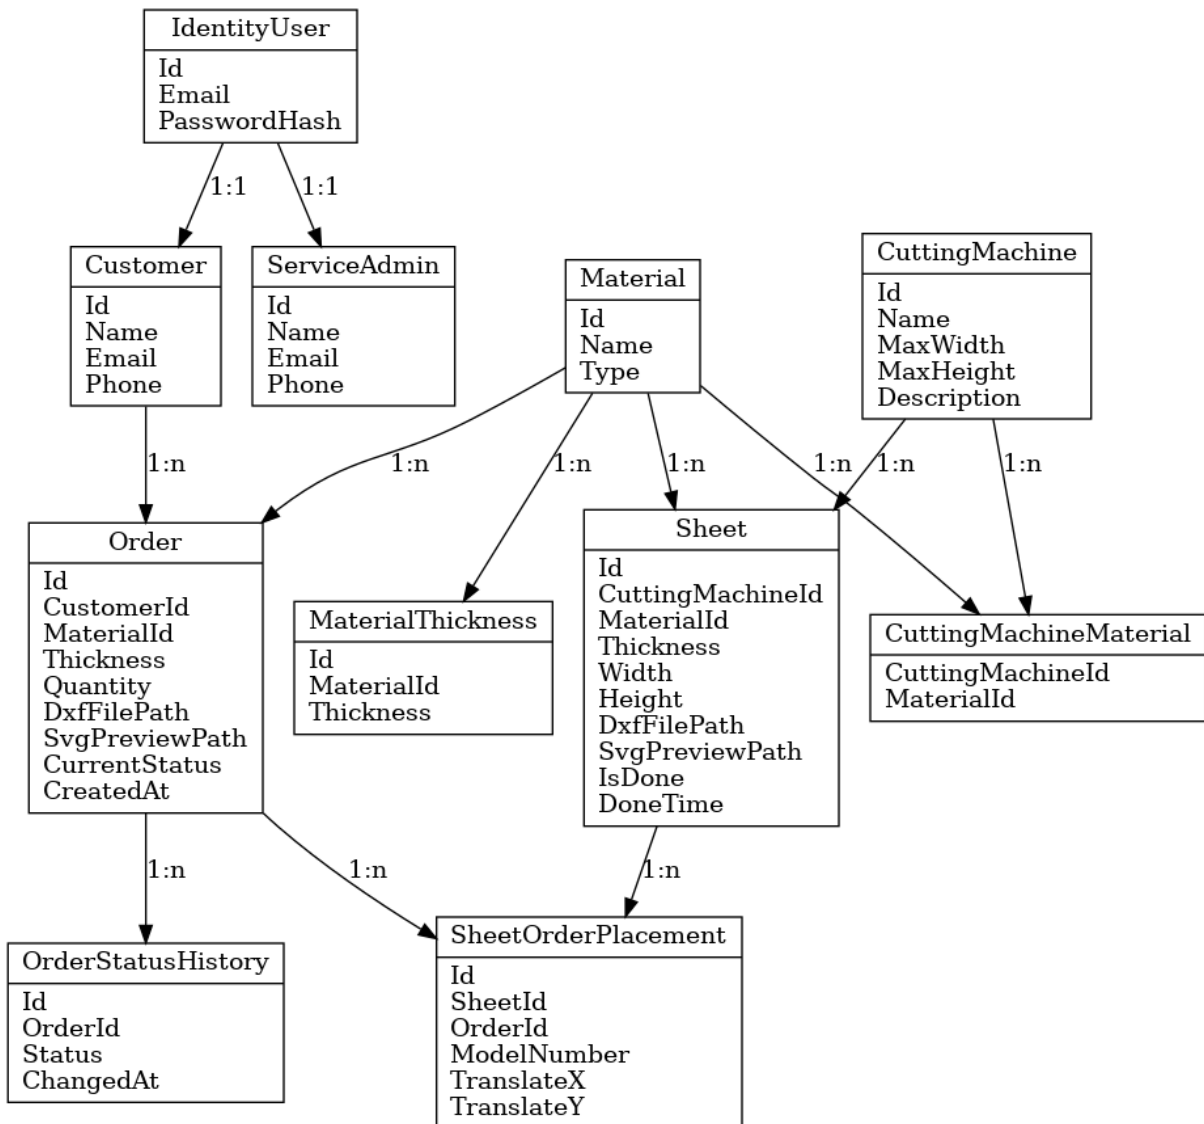 IdentityUser
Id
Email
PasswordHash
1:1
1:1
Customer
Id
Name
Email
Phone
ServiceAdmin
Id
Name
Email
Phone
Material
Id
Name
Type
CuttingMachine
Id
Name
MaxWidth
MaxHeight
Description
1:n
1:n
1:n
1:n
1:n
1:n
1:n
Order
Id
CustomerId
MaterialId
Thickness
Quantity
DxfFilePath
SvgPreviewPath
CurrentStatus
CreatedAt
MaterialThickness
Id
MaterialId
Thickness
Sheet
Id
CuttingMachineId
MaterialId
Thickness
Width
Height
DxfFilePath
SvgPreviewPath
IsDone
DoneTime
CuttingMachineMaterial
CuttingMachineId
MaterialId
1:n
1:n
1:n
OrderStatusHistory
Id
OrderId
Status
ChangedAt
SheetOrderPlacement
Id
SheetId
OrderId
ModelNumber
TranslateX
TranslateY